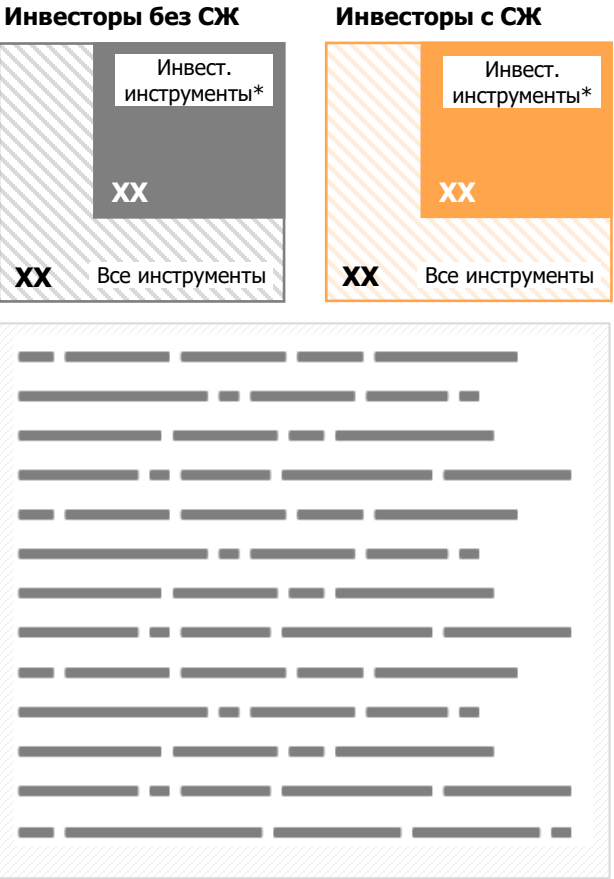 Инвесторы без СЖ
Инвесторы с СЖ
Инвест.
инструменты*
XX
XX
Все инструменты
Инвест.
инструменты*
XX
XX
Все инструменты